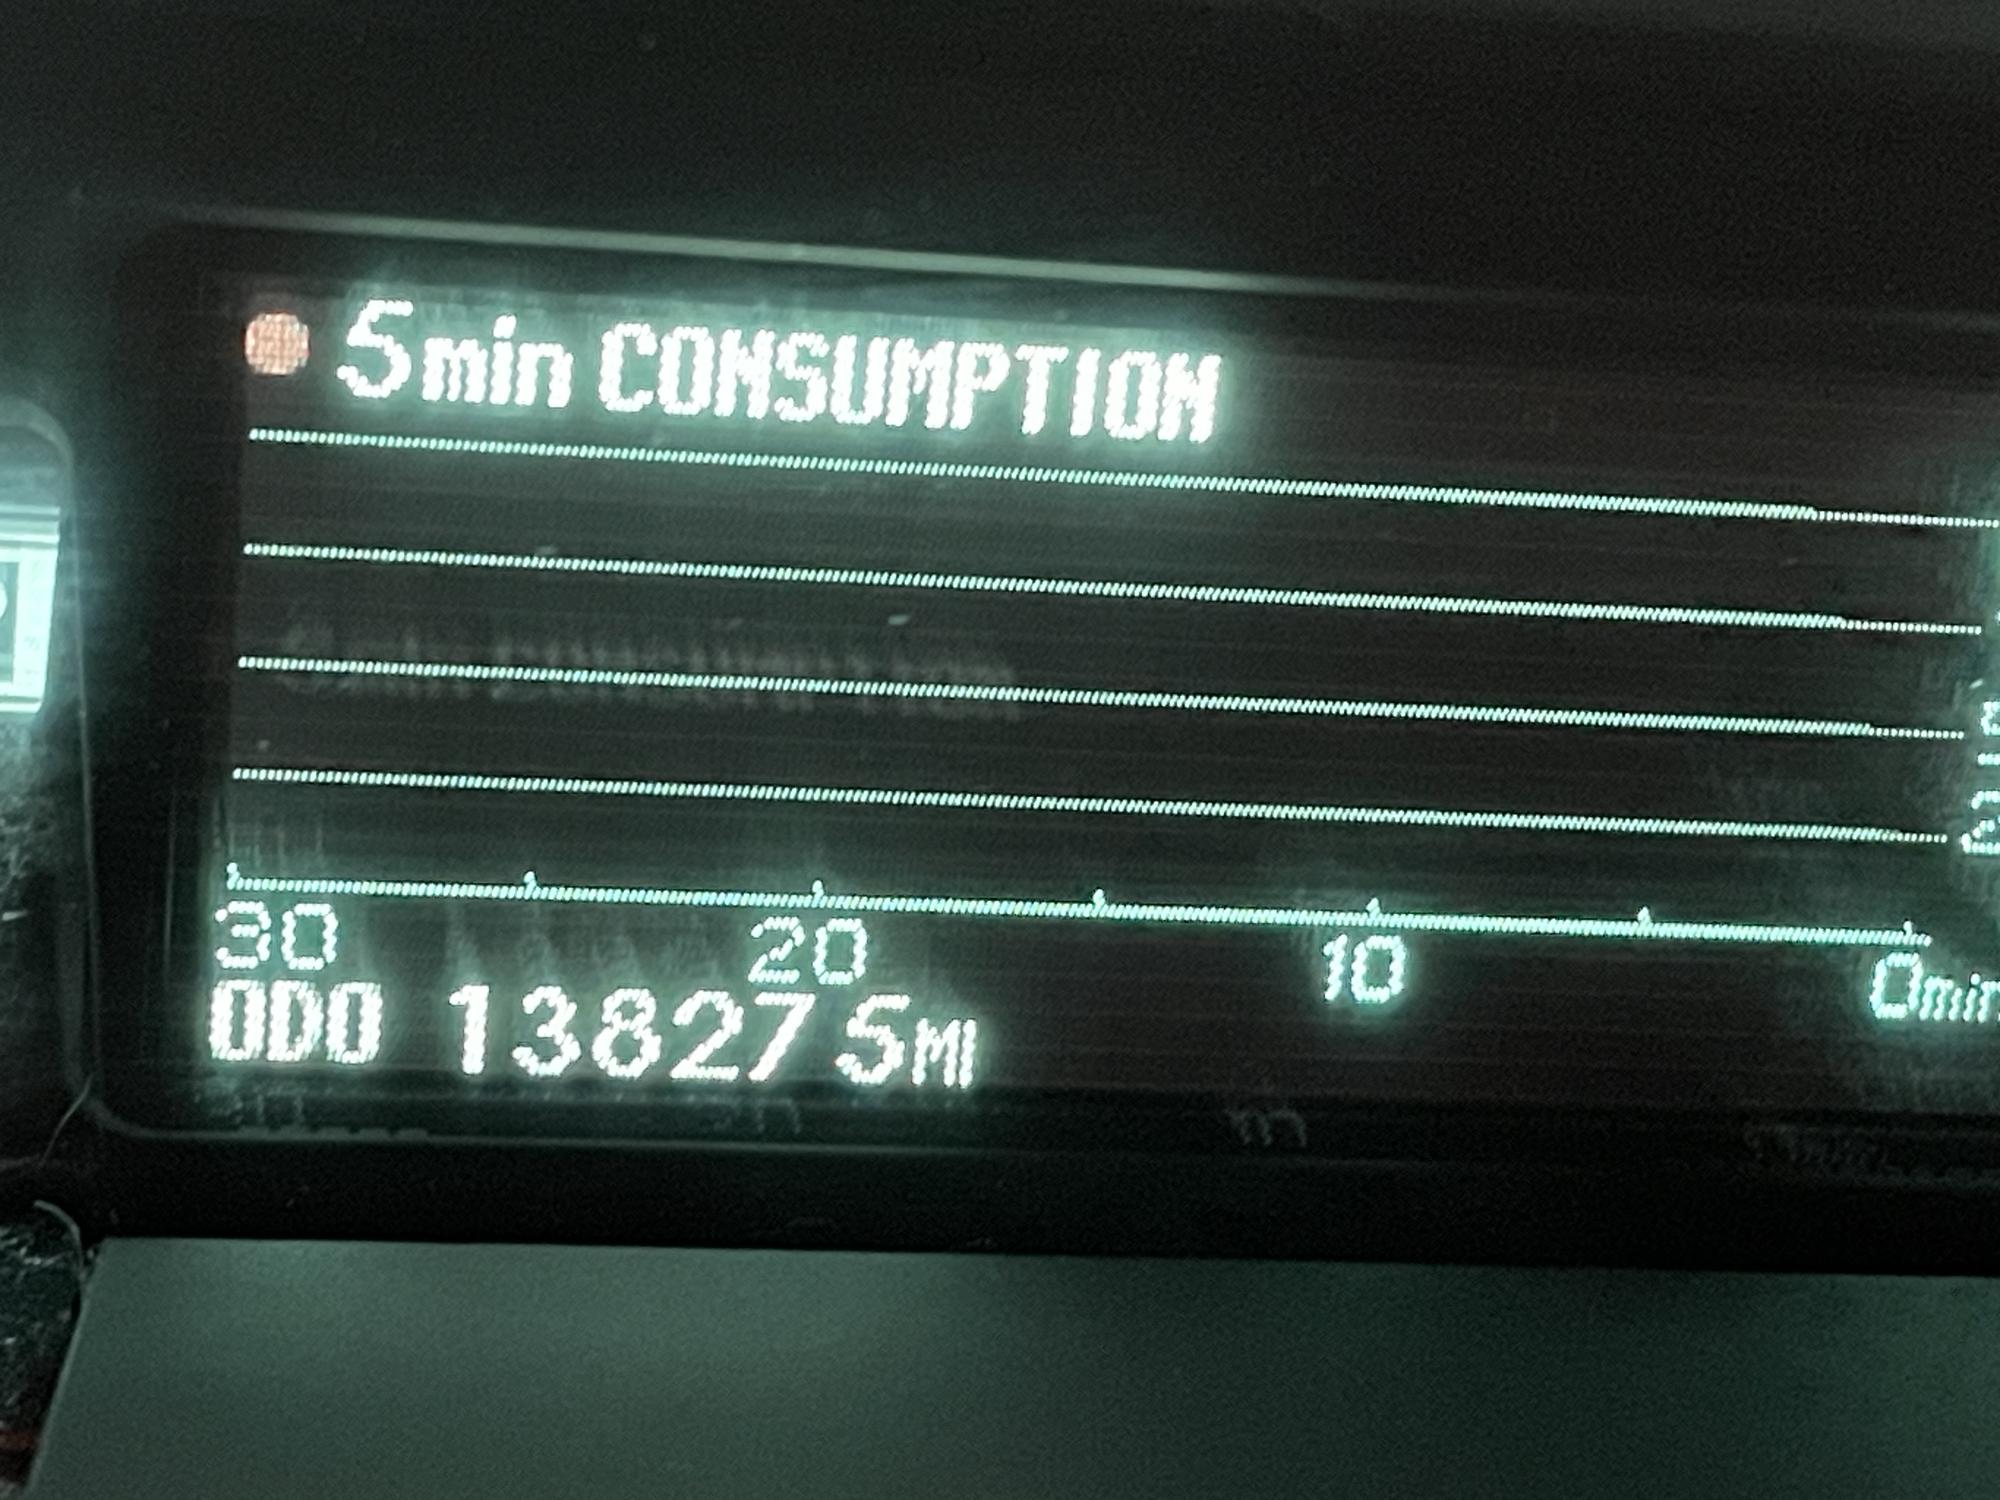 5min CONSUMPTION
30 20 10 0min
ODO 138275MI